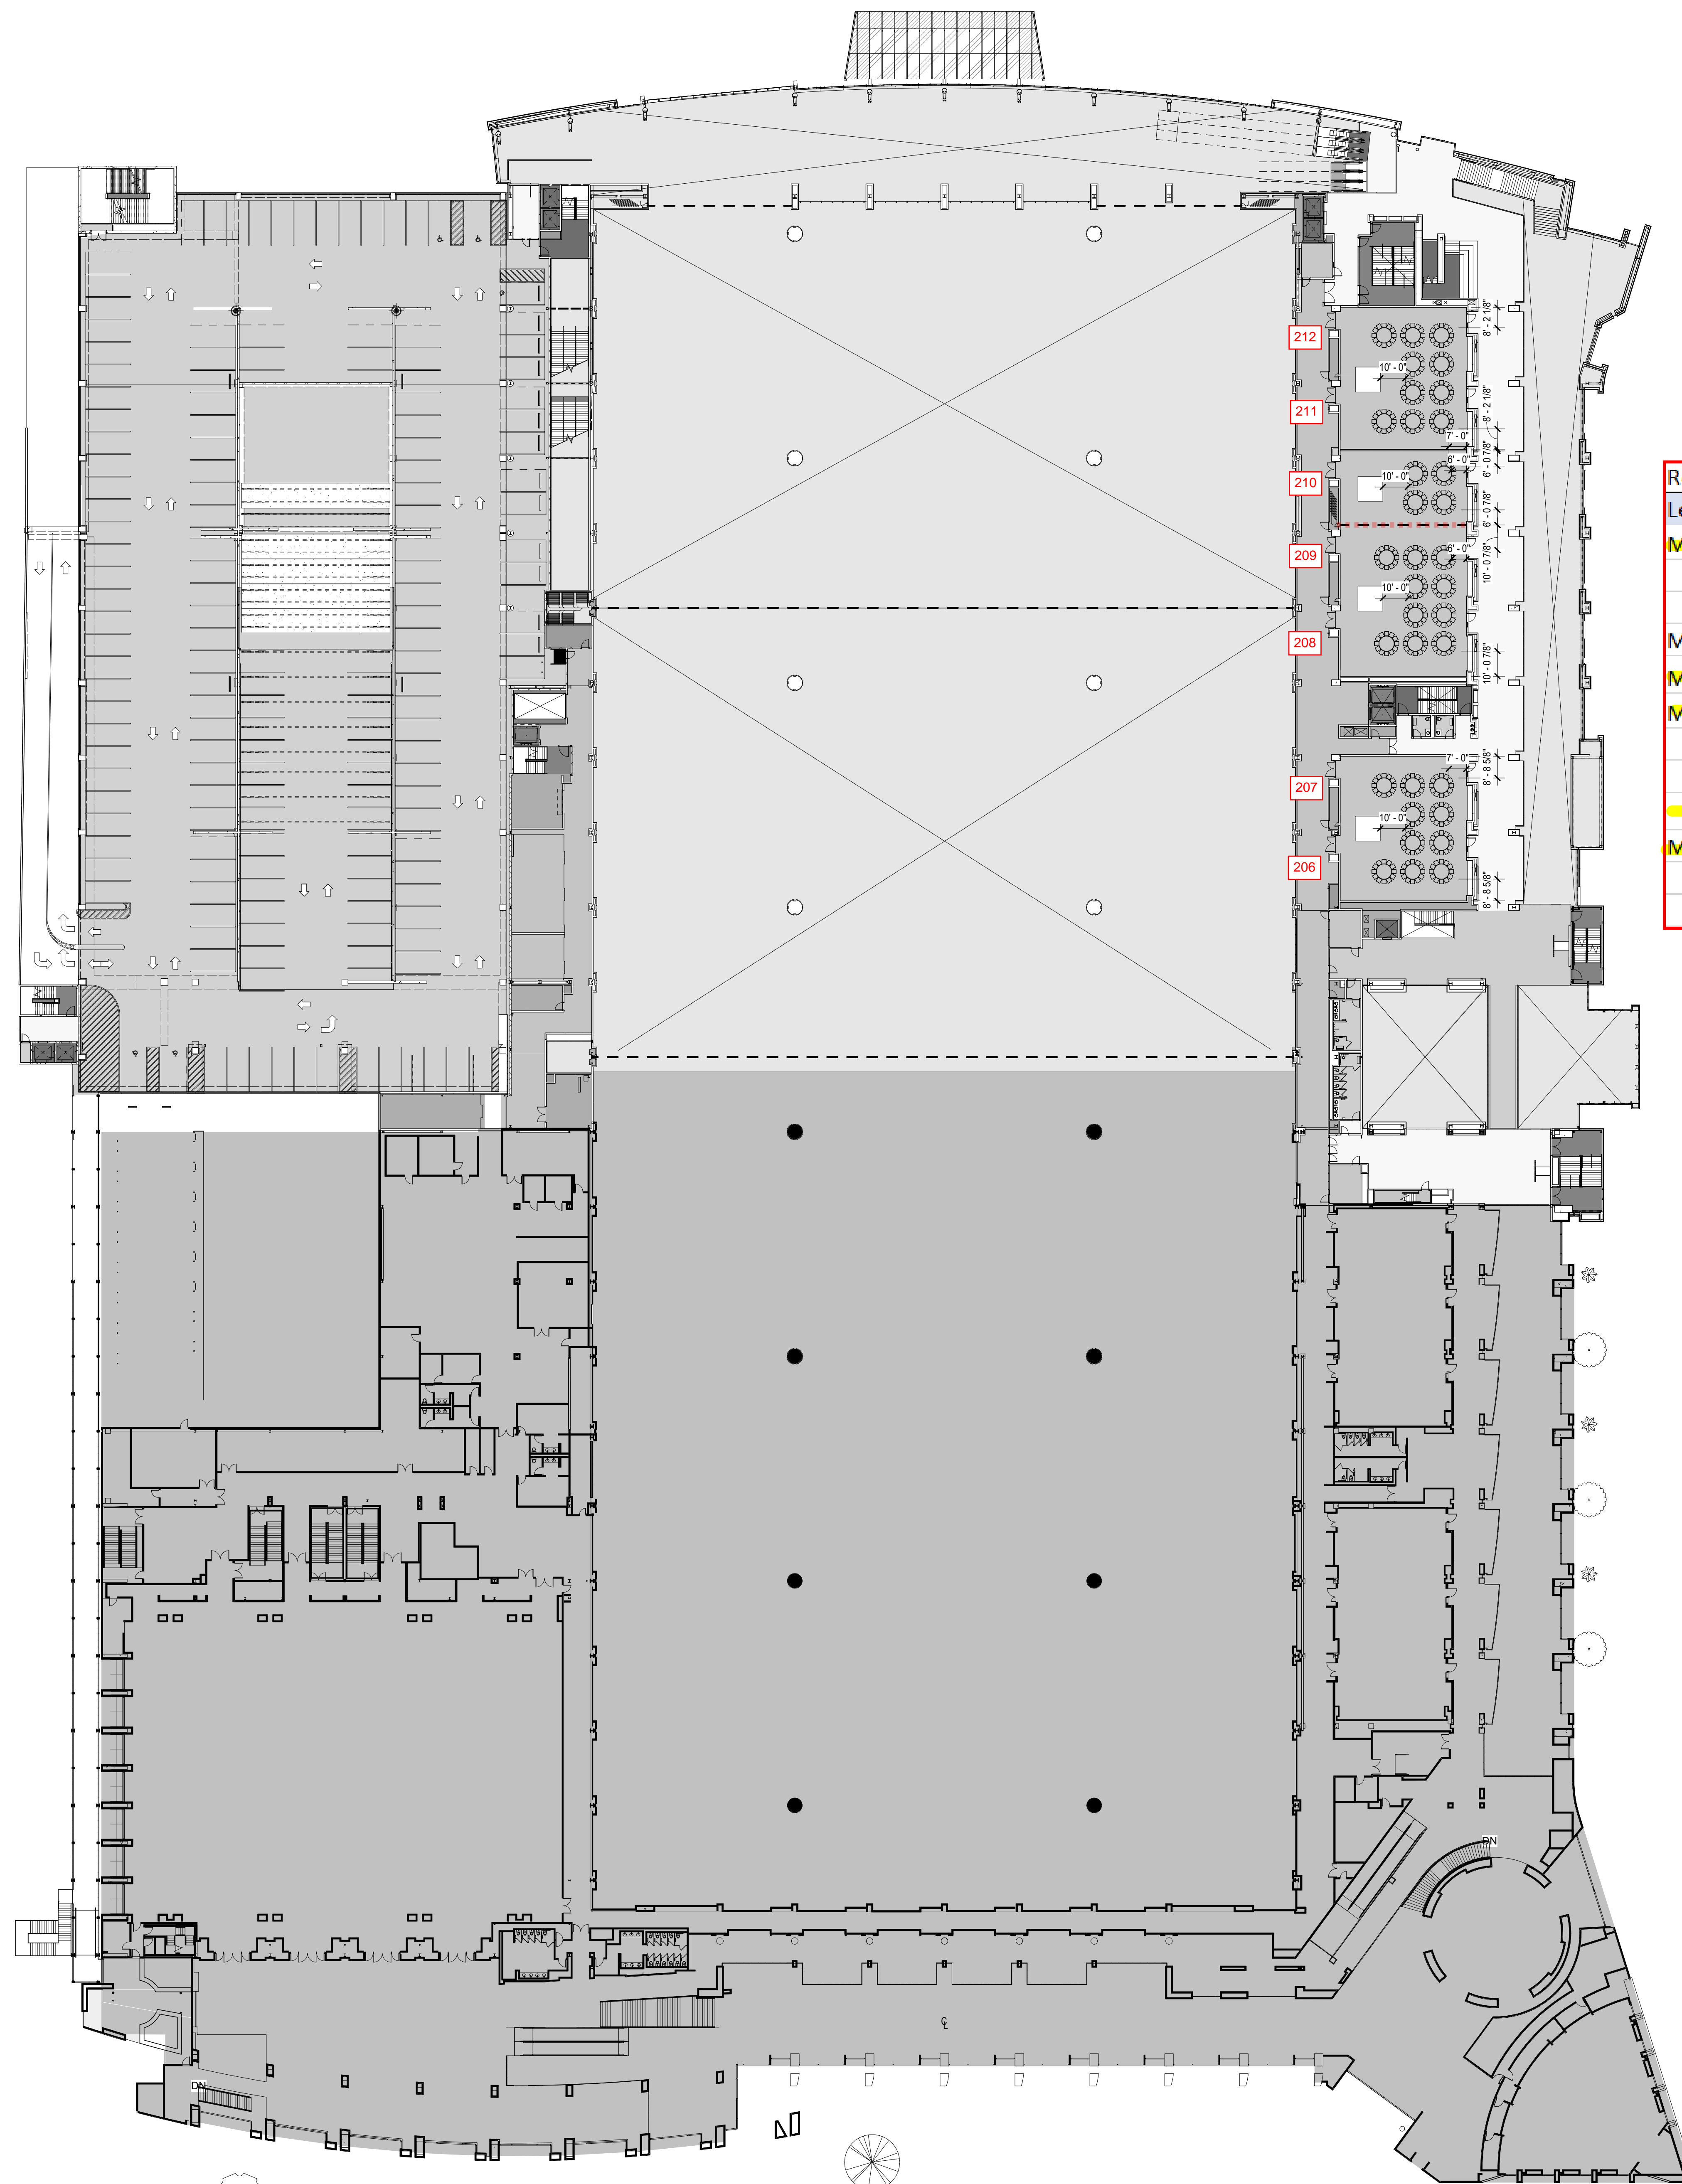 212
8' - 2 1/8"
10' - 0"
211
8' - 2 1/8"
7' - 0"
6' - 0 7/8"
6' - 0"
210
10' - 0"
6' - 0 7/8"
209
6' - 0"
10' - 0 7/8"
10' - 0"
208
10' - 0 7/8"
207
7' - 0"
8' - 8 5/8"
10' - 0"
206
8' - 8 5/8"
R
Le
M
M
M
M
M
DN
DN